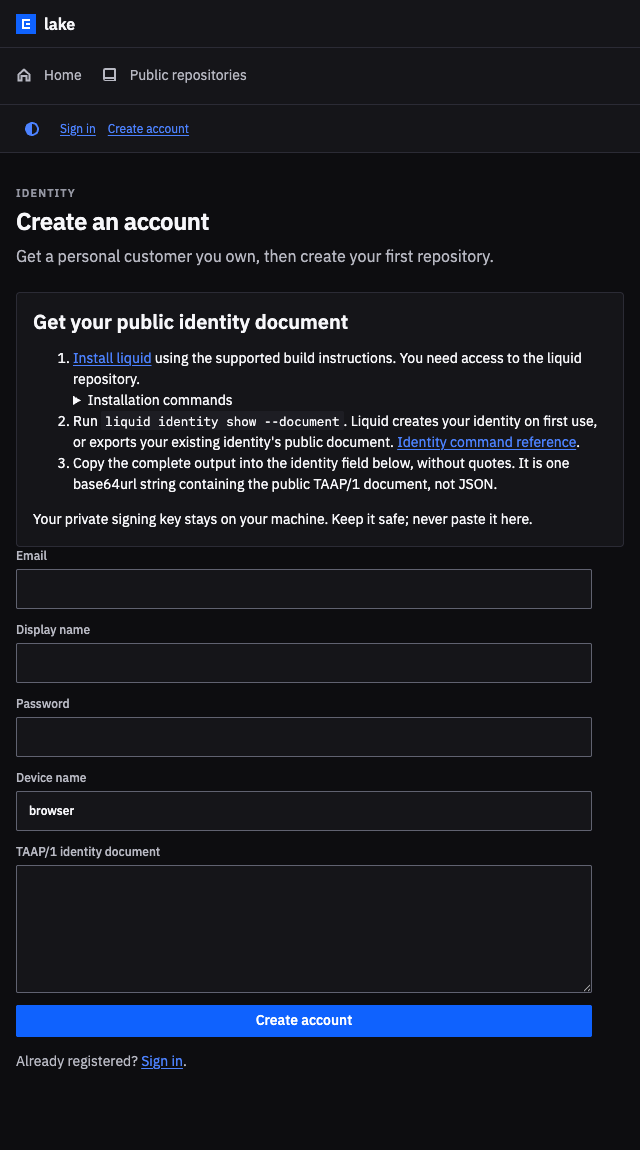 lake
Home
Public repositories
Sign in
Create account
IDENTITY
Create an account
Get a personal customer you own, then create your first repository.
Get your public identity document
1. Install liquid using the supported build instructions. You need access to the liquid
repository.
Installation commands
2. Run liquid identity show --document. Liquid creates your identity on first use,
or exports your existing identity's public document. Identity command reference.
3. Copy the complete output into the identity field below, without quotes. It is one
base64url string containing the public TAAP/1 document, not JSON.
Your private signing key stays on your machine. Keep it safe; never paste it here.
Email
Display name
Password
Device name
browser
TAAP/1 identity document
Create account
Already registered? Sign in.